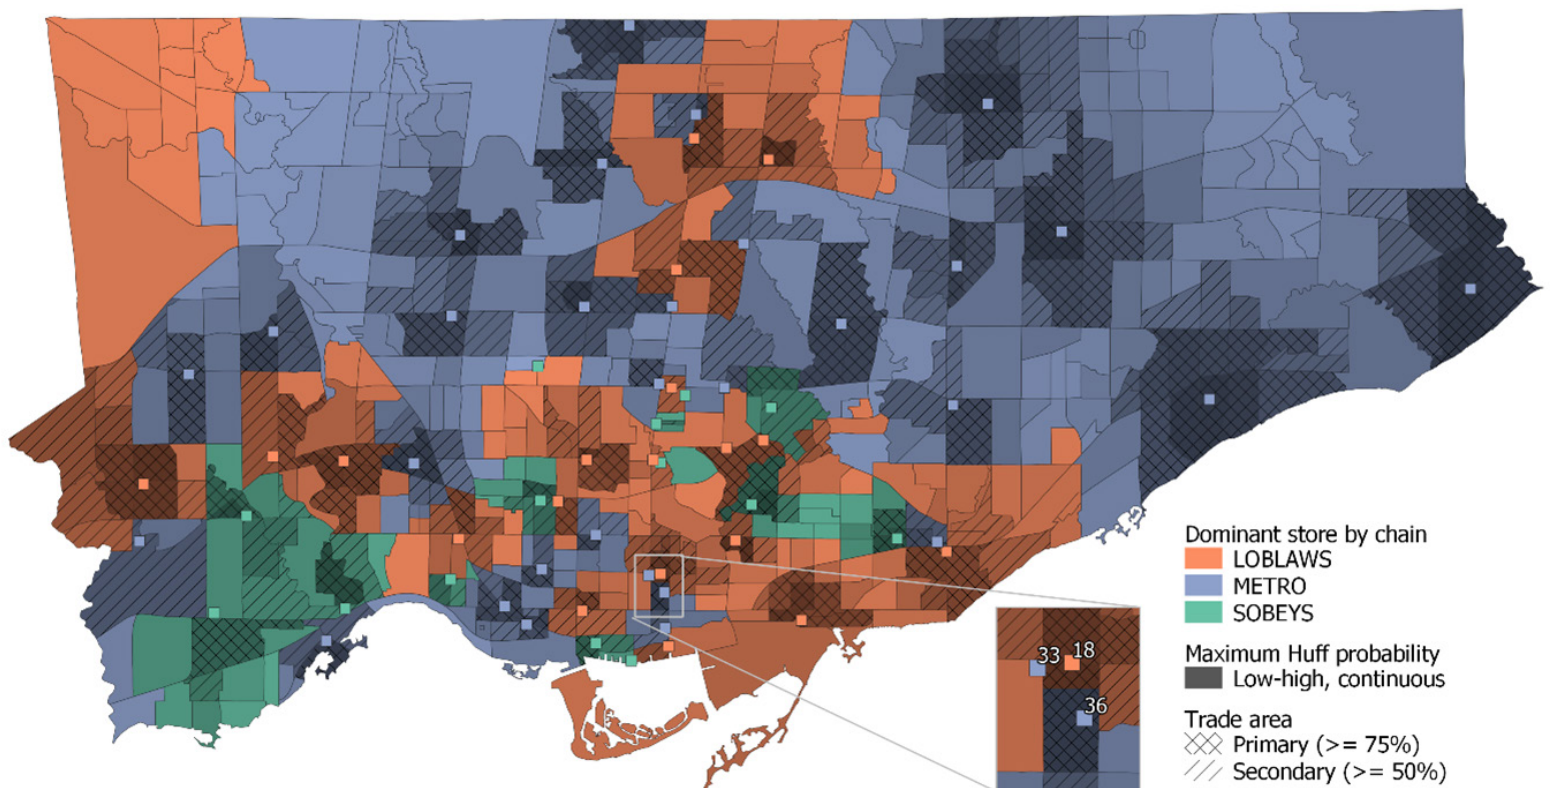 Dominant store by chain
LOBLAWS
METRO
SOBEYS
Maximum Huff probability
Low-high, continuous
Trade area
Primary (>= 75%)
Secondary (>= 50%)
33 18
36